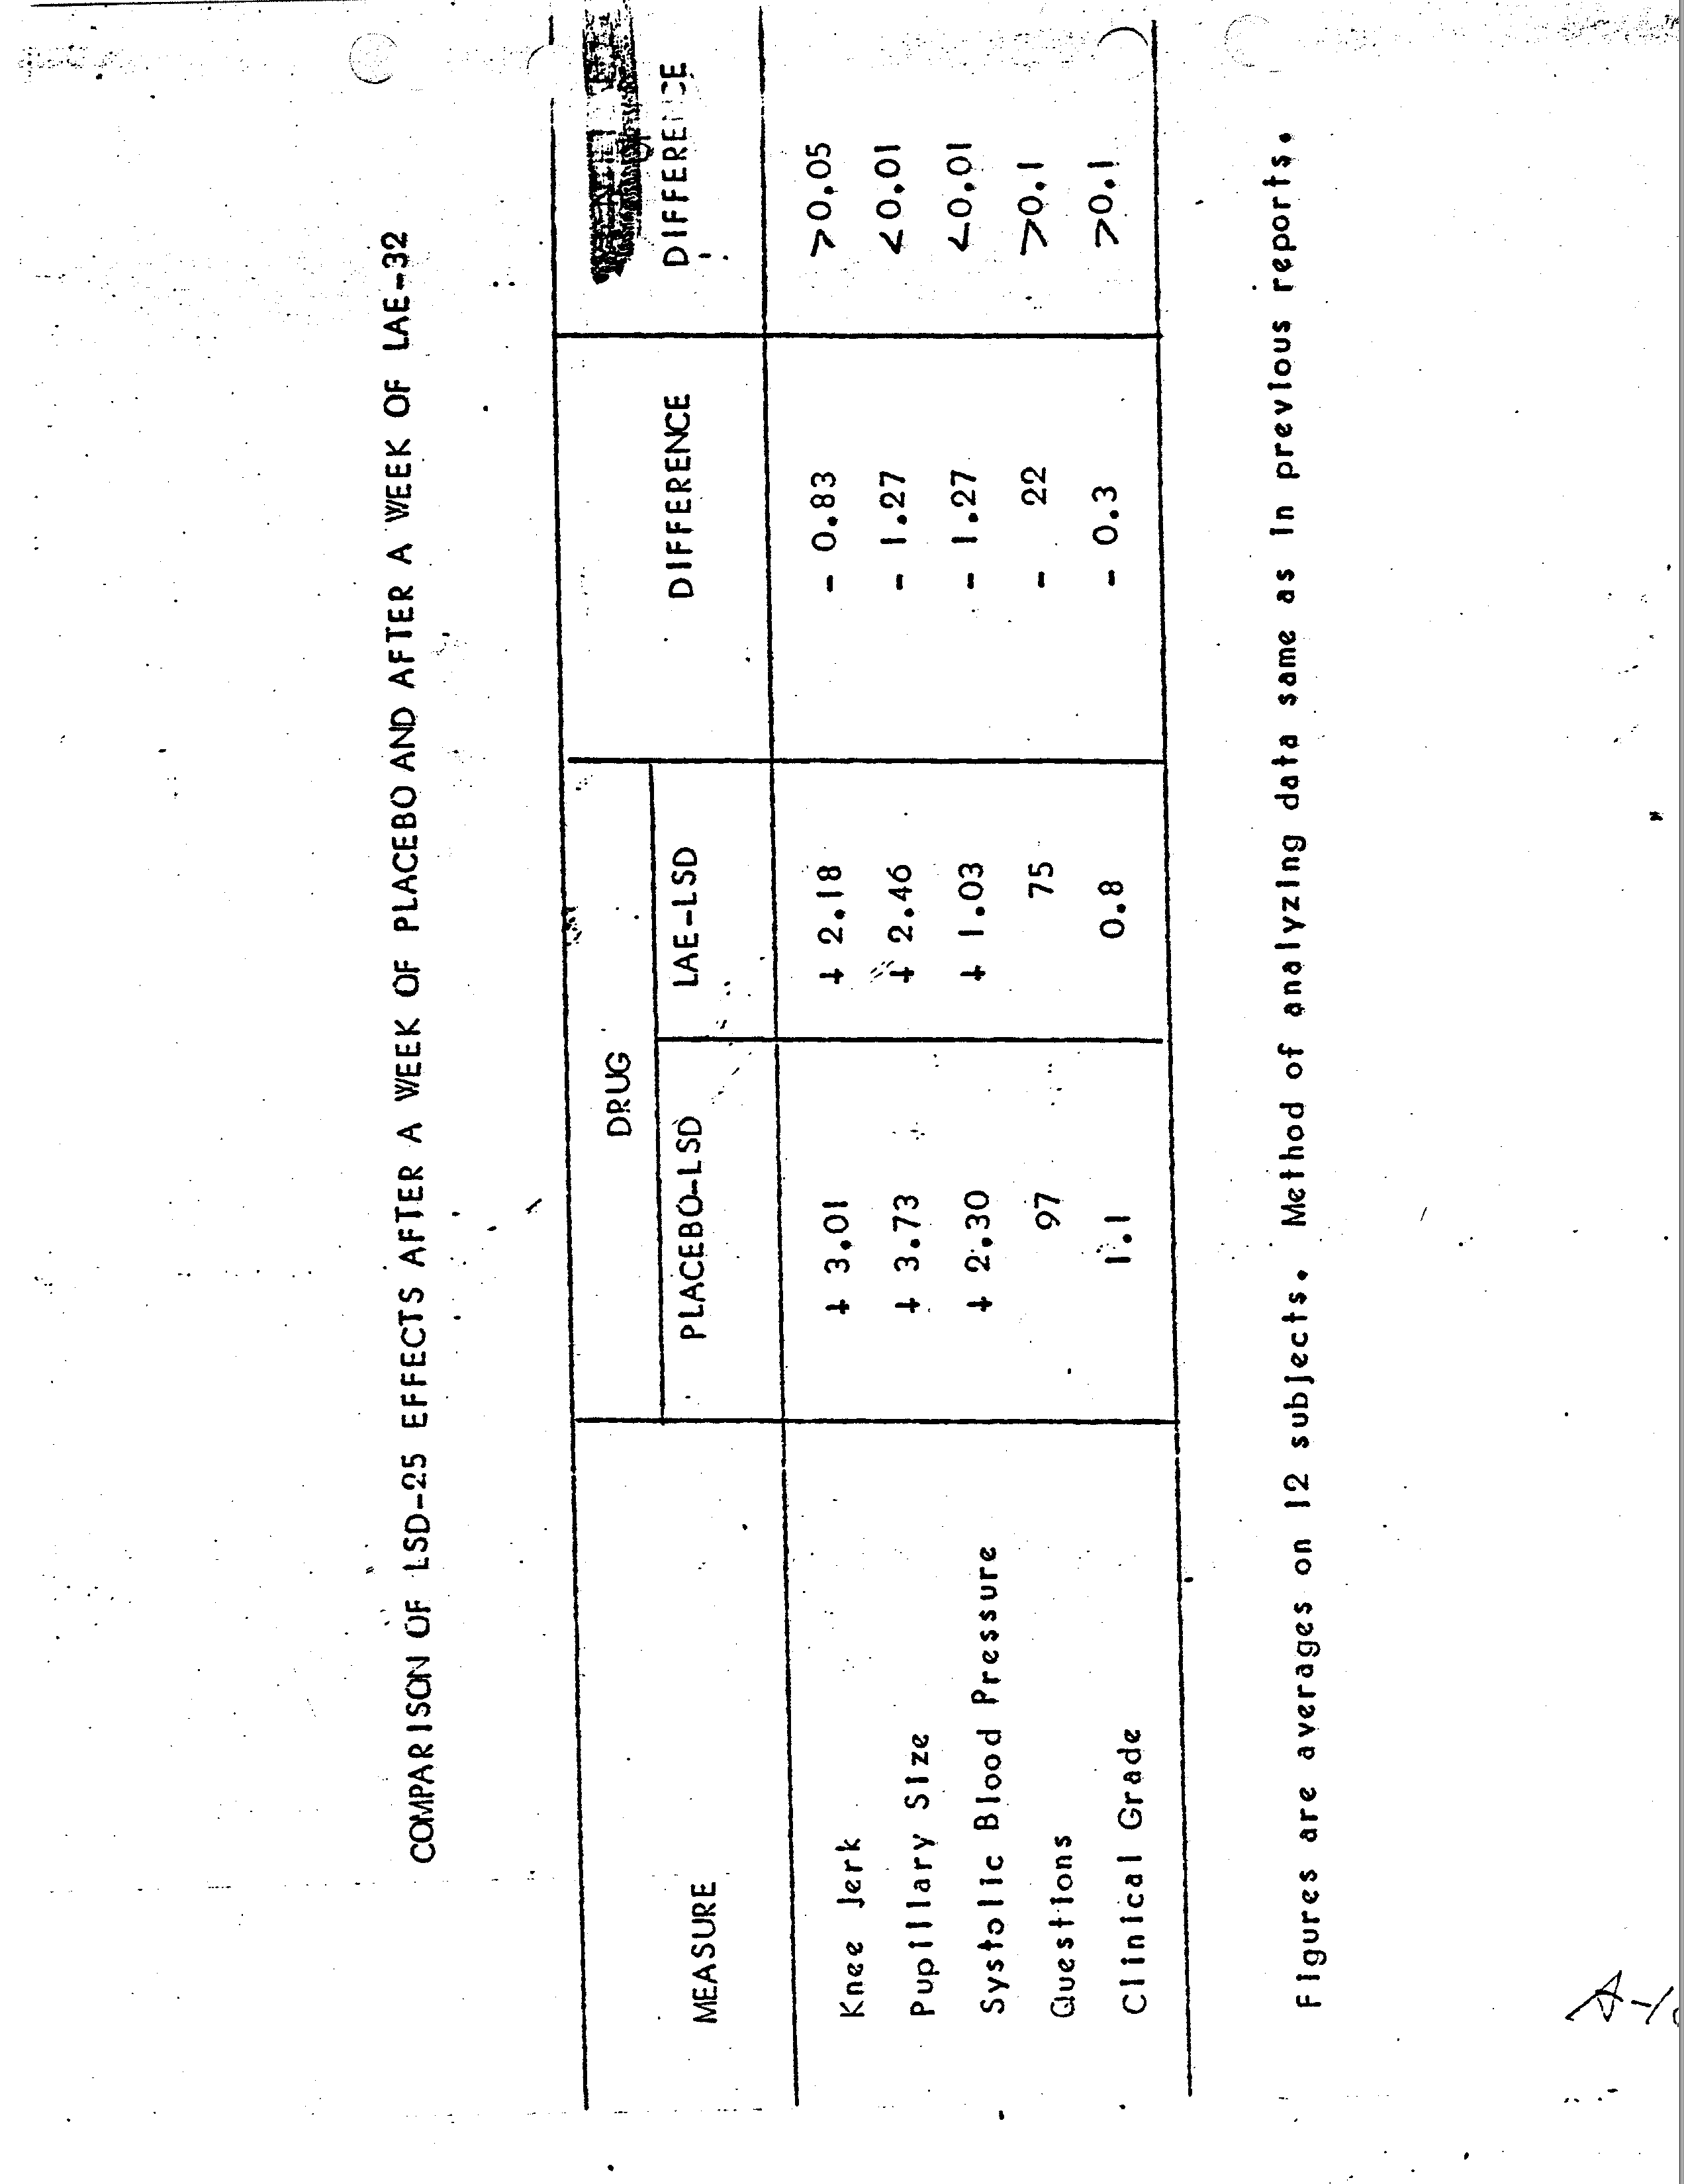 COMPARISON OF LSD-25 EFFECTS AFTER A WEEK OF PLACEBO AND AFTER A WEEK OF LAE-32
DRUG
MEASURE PLACEBO-LSD LAE-LSD DIFFERENCE DIFFERENCE
Knee Jerk + 3.01 + 2.18 - 0.83 >0.05
Pupillary Size + 3.73 + 2.46 - 1.27 <0.01
Systolic Blood Pressure + 2.30 + 1.03 - 1.27 <0.01
Questions 97 75 - 22 >0.1
Clinical Grade 1.1 0.8 - 0.3 >0.1
Figures are averages on 12 subjects. Method of analyzing data same as in previous reports.